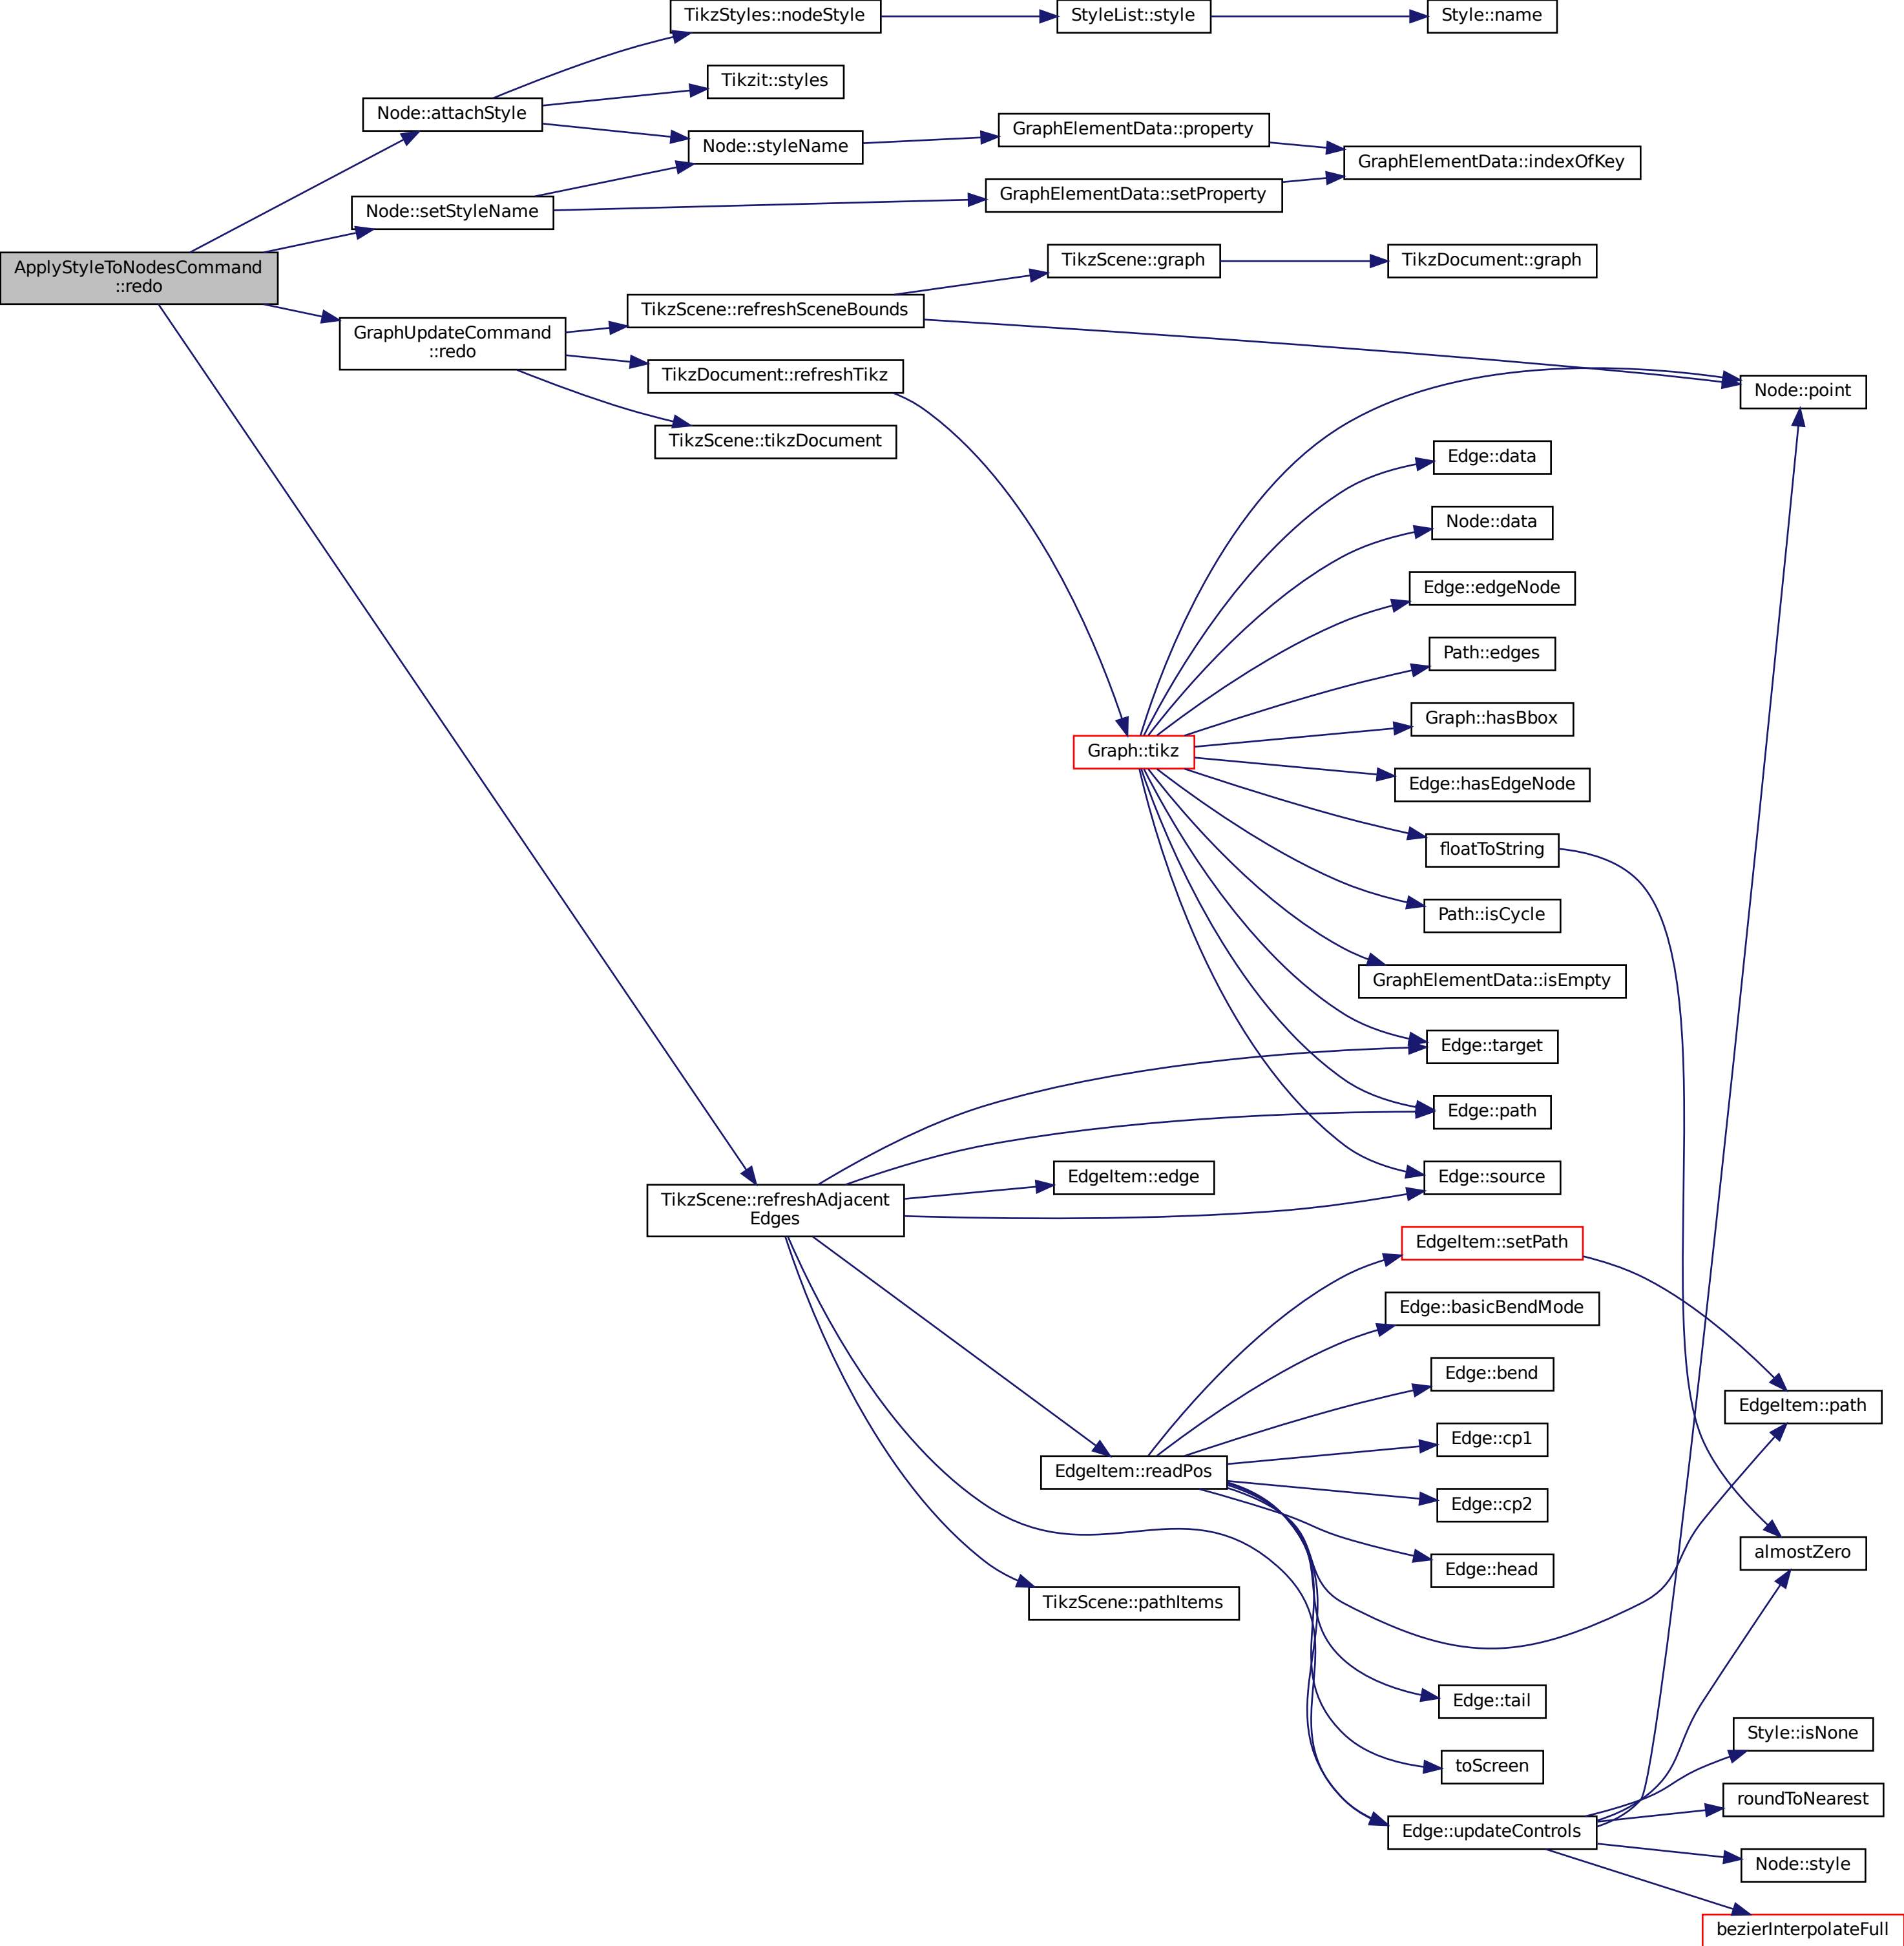 TikzStyles::nodeStyle
StyleList::style
Style::name
Tikzit::styles
Node::attachStyle
GraphElementData::property
Node::styleName
GraphElementData::indexOfKey
GraphElementData::setProperty
Node::setStyleName
ApplyStyleToNodesCommand
::redo
TikzScene::graph
TikzDocument::graph
TikzScene::refreshSceneBounds
GraphUpdateCommand
::redo
TikzDocument::refreshTikz
Node::point
TikzScene::tikzDocument
Edge::data
Node::data
Edge::edgeNode
Path::edges
Graph::hasBbox
Graph::tikz
Edge::hasEdgeNode
floatToString
Path::isCycle
GraphElementData::isEmpty
Edge::target
Edge::path
EdgeItem::edge
Edge::source
TikzScene::refreshAdjacent
Edges
EdgeItem::setPath
Edge::basicBendMode
Edge::bend
EdgeItem::path
Edge::cp1
EdgeItem::readPos
Edge::cp2
almostZero
Edge::head
TikzScene::pathItems
Edge::tail
Style::isNone
toScreen
roundToNearest
Edge::updateControls
Node::style
bezierInterpolateFull